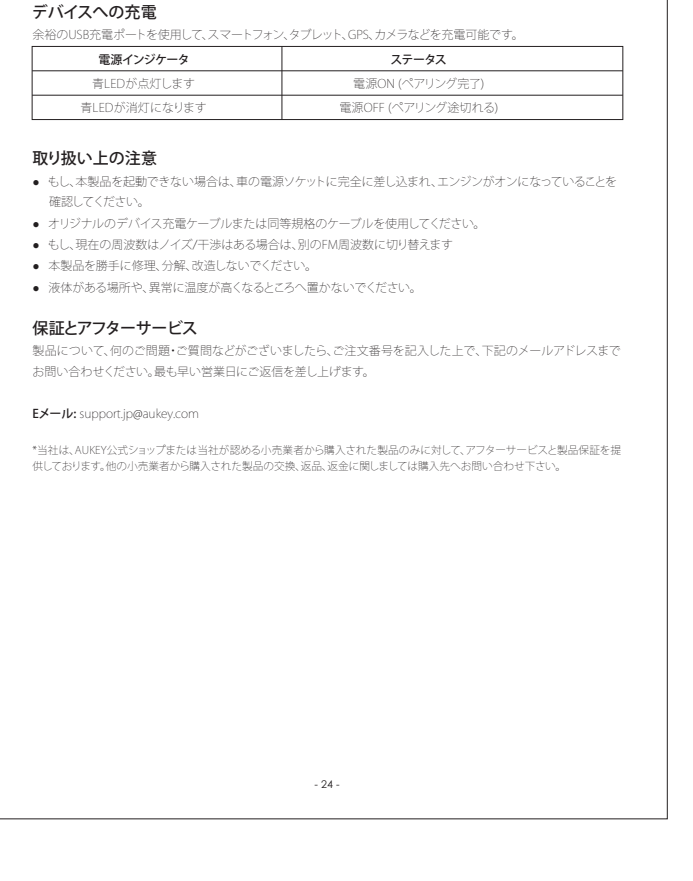 デバイスへの充電
余裕のUSB充電ポートを使用して、スマートフォン、タブレット、GPS、カメラなどを充電可能です。
電源インジケータ ステータス
青LEDが点灯します 電源ON (ペアリング完了)
青LEDが消灯になります 電源OFF (ペアリング途切れる)
取り扱い上の注意
● もし、本製品を起動できない場合は、車の電源ソケットに完全に差し込まれ、エンジンがオンになっていることを
確認してください。
● オリジナルのデバイス充電ケーブルまたは同等規格のケーブルを使用してください。
● もし、現在の周波数はノイズ/干渉はある場合は、別のFM周波数に切り替えます
● 本製品を勝手に修理、分解、改造しないでください。
● 液体がある場所や、異常に温度が高くなるところへ置かないでください。
保証とアフターサービス
製品について、何のご問題・ご質問などがございましたら、ご注文番号を記入した上で、下記のメールアドレスまで
お問い合わせください。最も早い営業日にご返信を差し上げます。
Eメール: support.jp@aukey.com
*当社は、AUKEY公式ショップまたは当社が認める小売業者から購入された製品のみに対して、アフターサービスと製品保証を提
供しております。他の小売業者から購入された製品の交換、返品、返金に関しましては購入先へお問い合わせ下さい。
- 24 -